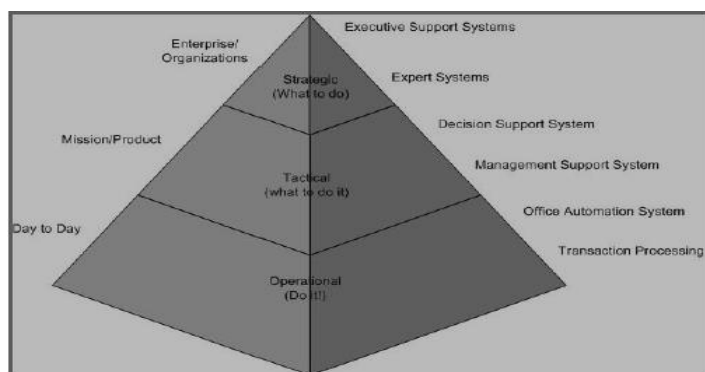 Executive Support Systems
Enterprise/
Organizations
Strategic
(What to do)
Expert Systems
Decision Support System
Mission/Product
Management Support System
Tactical
(what to do it)
Office Automation System
Day to Day
Transaction Processing
Operational
(Do it!)